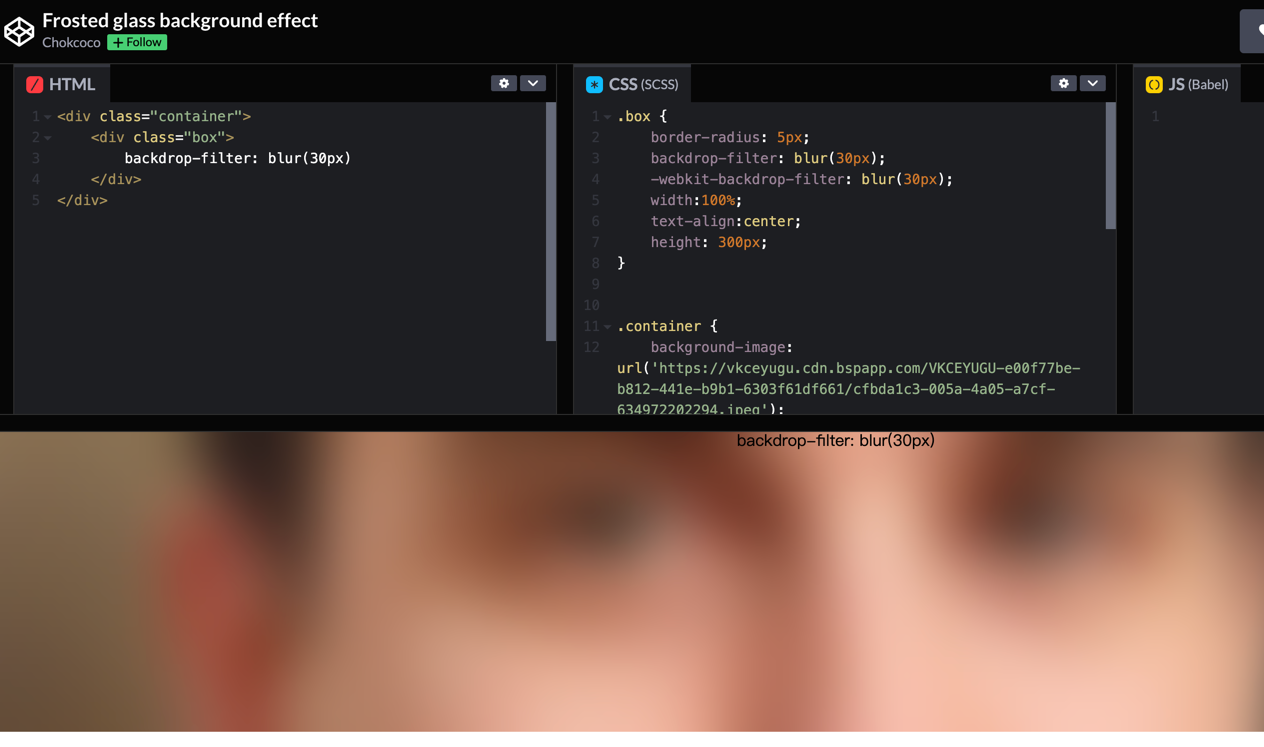 Frosted glass background effect
Chokcoco + Follow
HTML
1 <div class="container">
2 <div class="box">
3 backdrop-filter: blur(30px)
4 </div>
5 </div>
CSS (SCSS)
1 .box {
2 border-radius: 5px;
3 backdrop-filter: blur(30px);
4 -webkit-backdrop-filter: blur(30px);
5 width:100%;
6 text-align:center;
7 height: 300px;
8 }
9
10
11 .container {
12 background-image:
url('https://vkceyugu.cdn.bspapp.com/VKCEYUGU-e00f77be-
b812-441e-b9b1-6303f61df661/cfbda1c3-005a-4a05-a7cf-
634972202294.jpeg');
JS (Babel)
1
backdrop-filter: blur(30px)